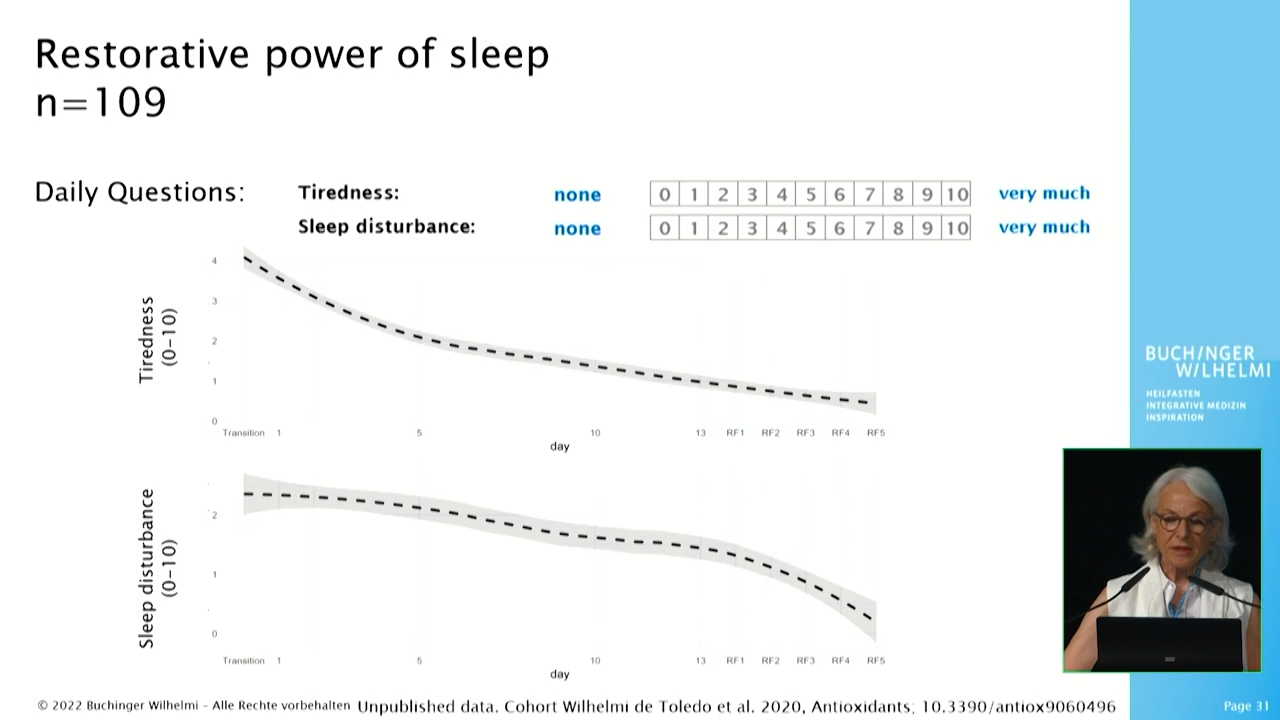 Restorative power of sleep
n=109
Daily Questions:
Tiredness: none 0 1 2 3 4 5 6 7 8 9 10 very much
Sleep disturbance: none 0 1 2 3 4 5 6 7 8 9 10 very much
Tiredness
(0-10)
4
3
2
1
0
Transition 1 5 10 13 RF1 RF2 RF3 RF4 RF5
day
Sleep disturbance
(0-10)
2
1
0
Transition 1 5 10 13 RF1 RF2 RF3 RF4 RF5
day
BUCH/NGER
W/LHELMI
HEILFASTEN
INTEGRATIVE MEDIZIN
INSPIRATION
© 2022 Buchinger Wilhelmi - Alle Rechte vorbehalten Unpublished data. Cohort Wilhelmi de Toledo et al. 2020, Antioxidants; 10.3390/antiox9060496
Page 31